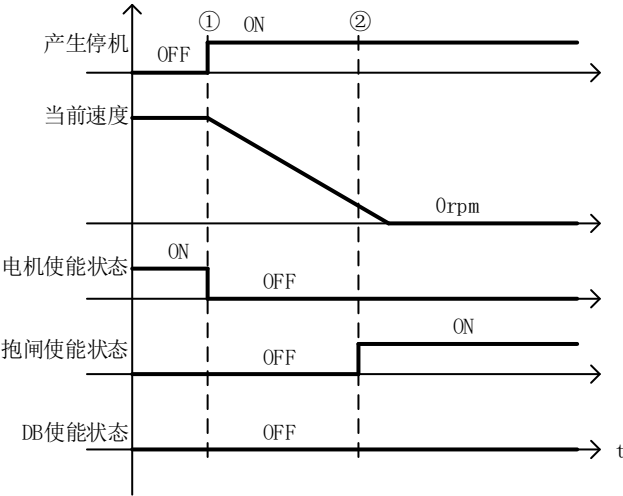 ① ON ②
产生停机 OFF
当前速度
0rpm
电机使能状态 ON
OFF
抱闸使能状态 OFF ON
DB使能状态 OFF
t